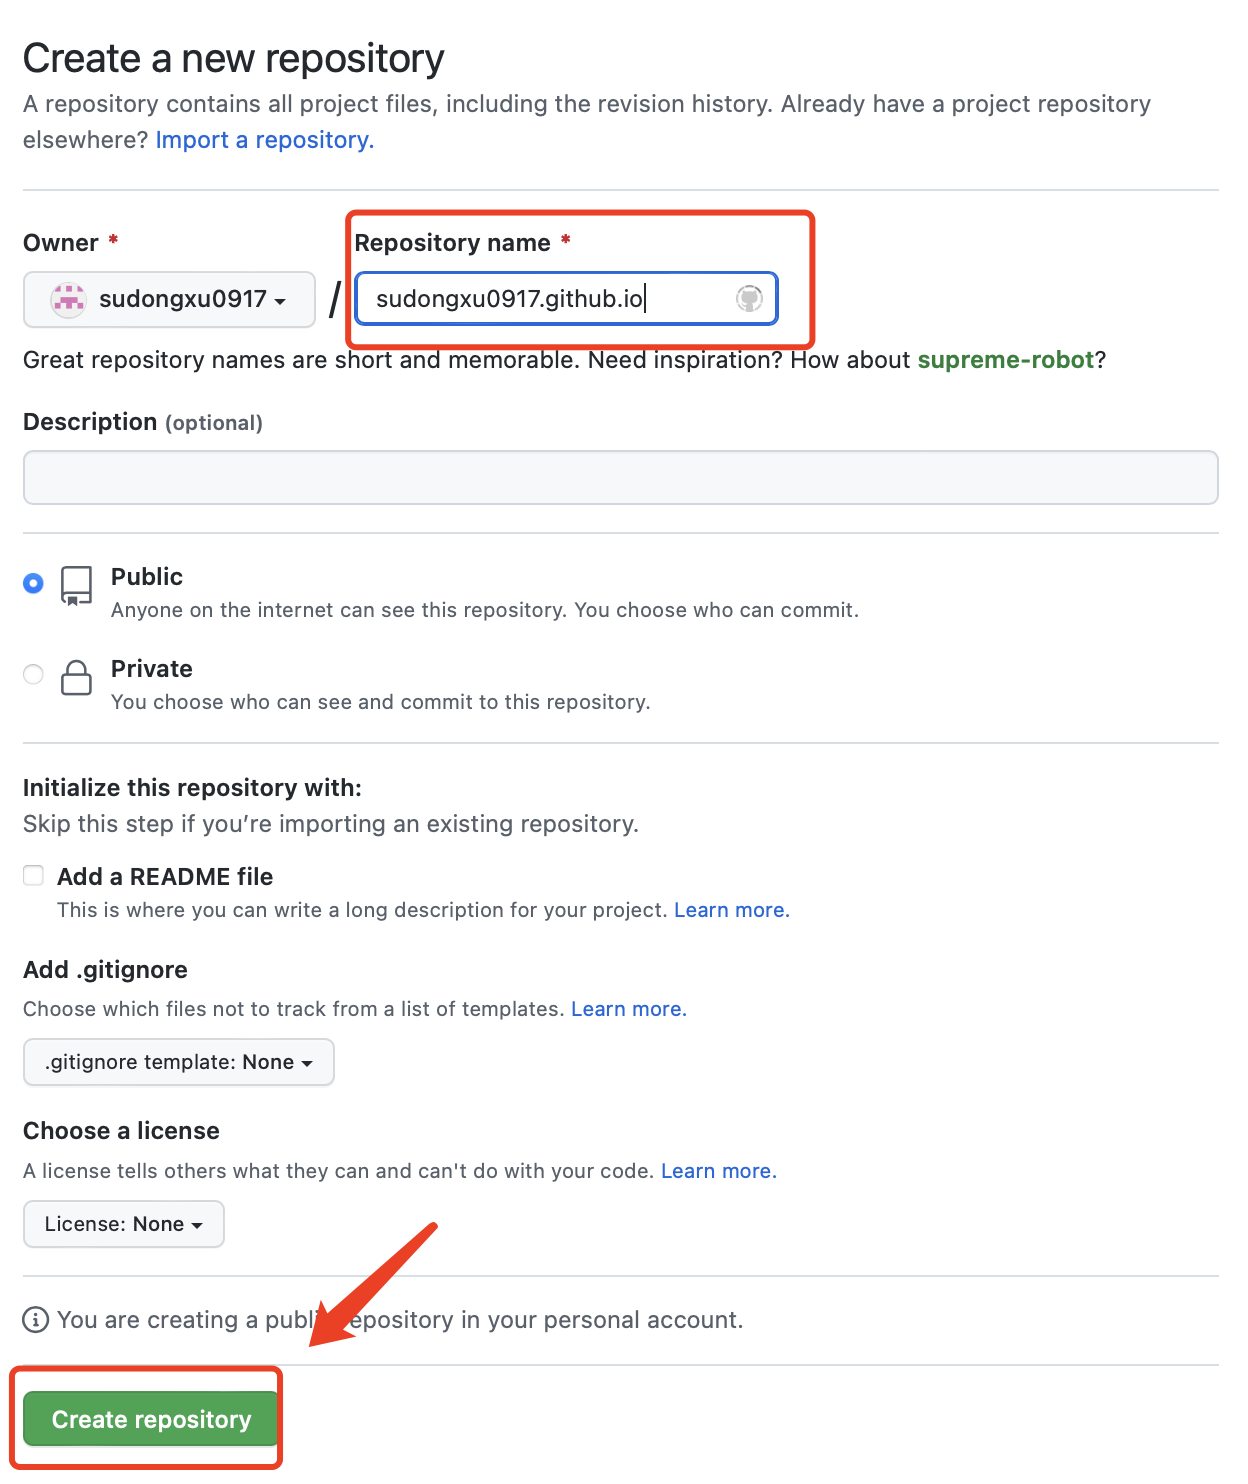 Create a new repository
A repository contains all project files, including the revision history. Already have a project repository
elsewhere? Import a repository.
Owner *
Repository name *
sudongxu0917
/
sudongxu0917.github.io
Great repository names are short and memorable. Need inspiration? How about supreme-robot?
Description (optional)
Public
Anyone on the internet can see this repository. You choose who can commit.
Private
You choose who can see and commit to this repository.
Initialize this repository with:
Skip this step if you’re importing an existing repository.
Add a README file
This is where you can write a long description for your project. Learn more.
Add .gitignore
Choose which files not to track from a list of templates. Learn more.
.gitignore template: None
Choose a license
A license tells others what they can and can't do with your code. Learn more.
License: None
You are creating a public repository in your personal account.
Create repository